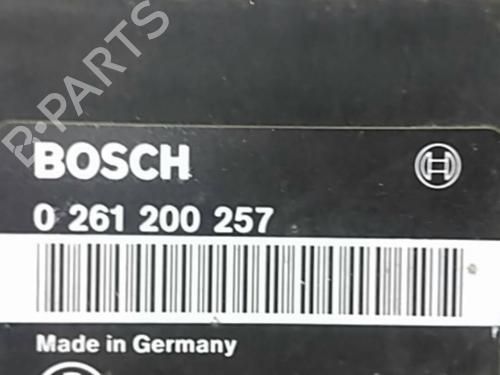 B-PARTS
BOSCH
0 261 200 257
Made in Germany